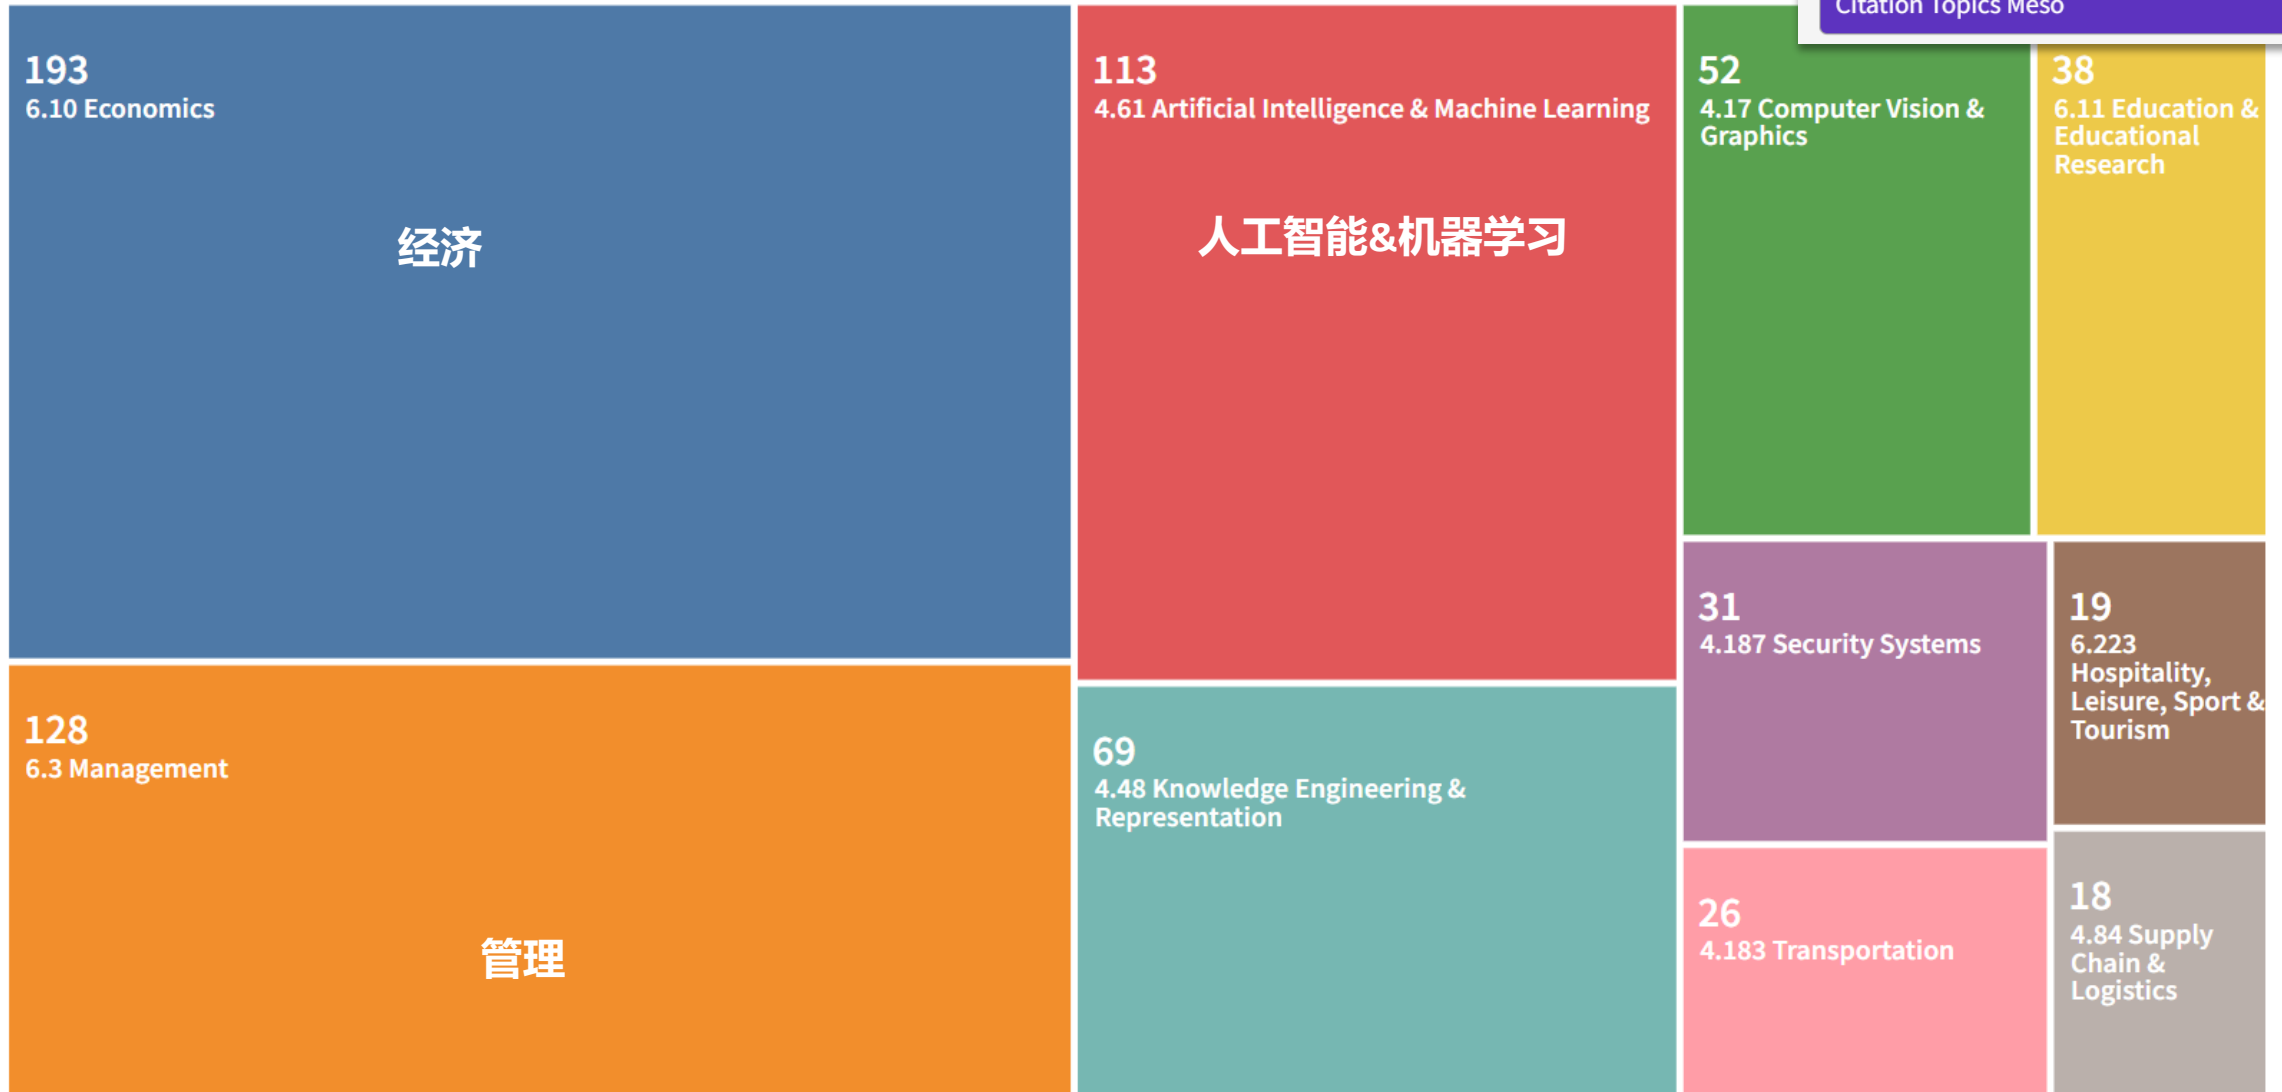 Citation Topics Meso
193
6.10 Economics
经济
128
6.3 Management
管理
113
4.61 Artificial Intelligence & Machine Learning
人工智能&机器学习
69
4.48 Knowledge Engineering &
Representation
52
4.17 Computer Vision &
Graphics
38
6.11 Education &
Educational
Research
31
4.187 Security Systems
19
6.223
Hospitality,
Leisure, Sport &
Tourism
26
4.183 Transportation
18
4.84 Supply
Chain &
Logistics